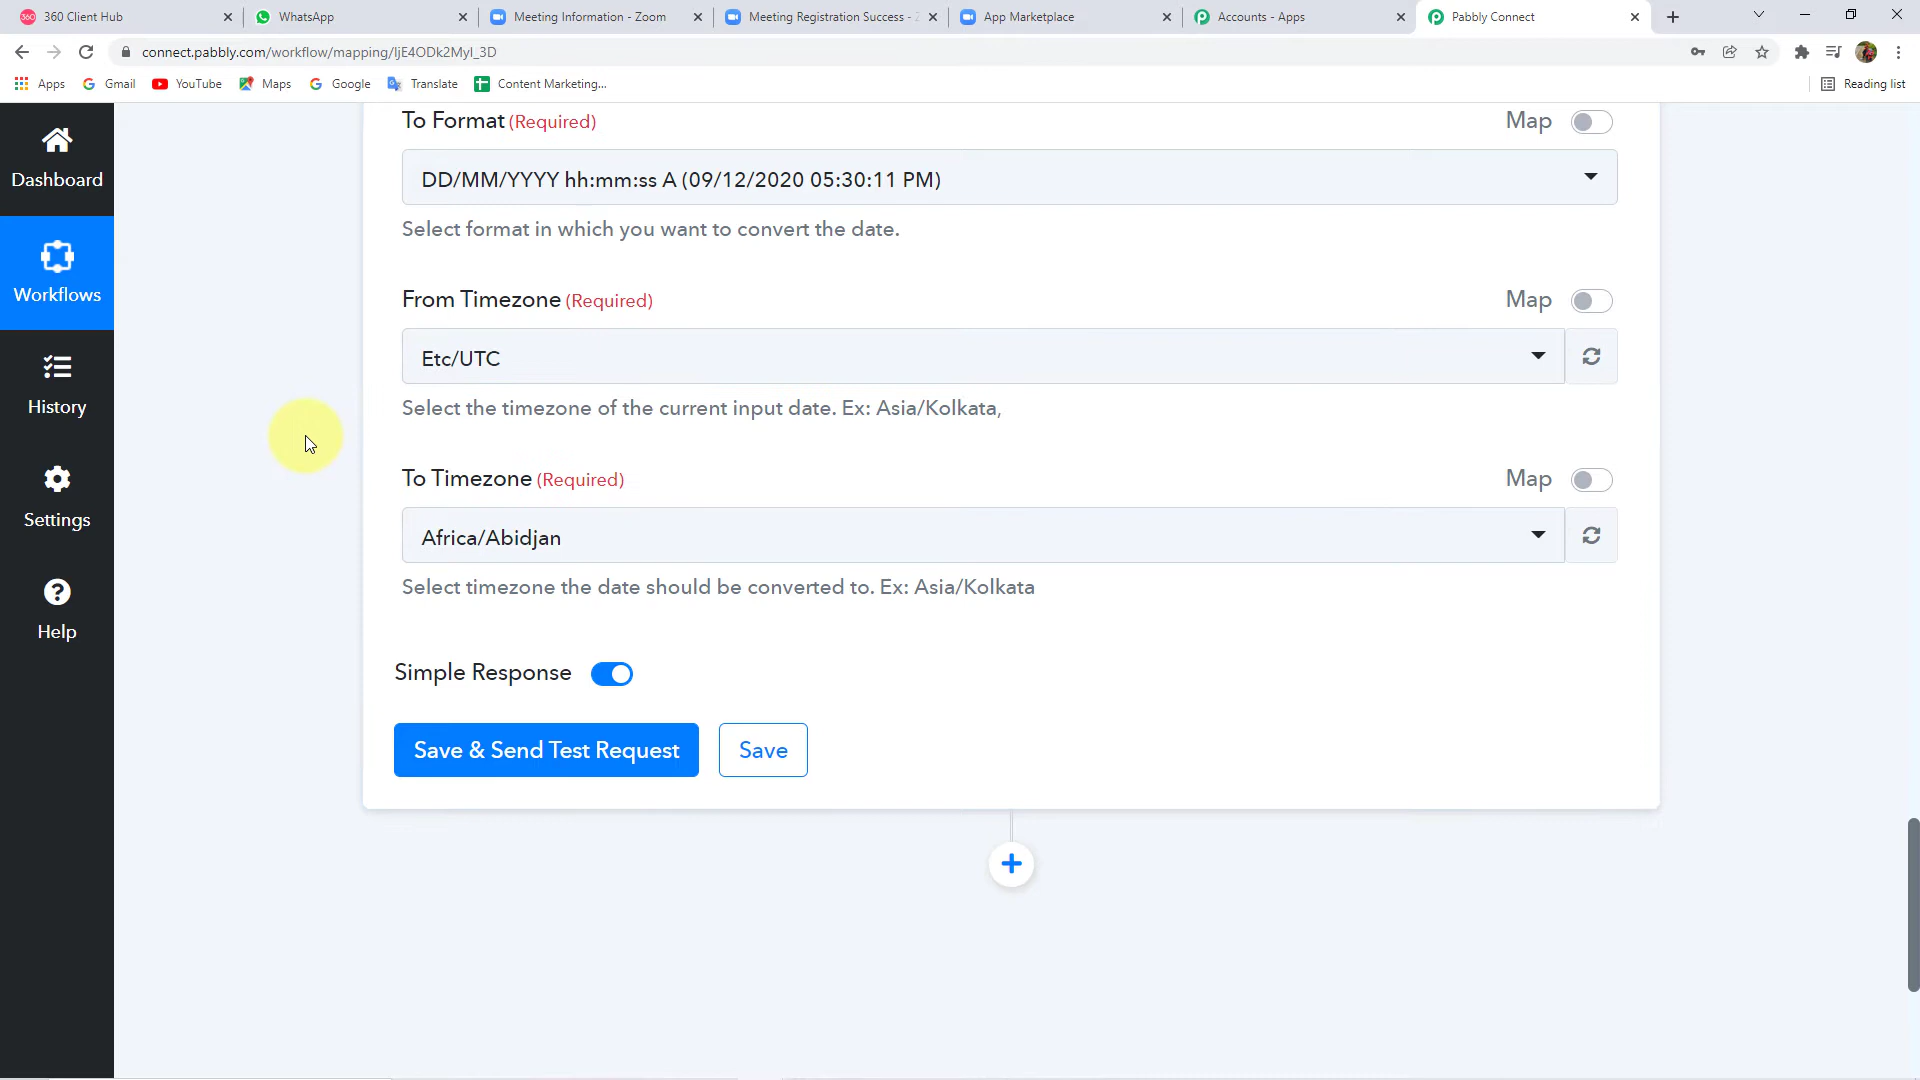 360 Client Hub
WhatsApp
Meeting Information - Zoom
Meeting Registration Success -
App Marketplace
Accounts - Apps
Pabbly Connect
connect.pabbly.com/workflow/mapping/IjE4ODk2MyI_3D
Apps
Gmail
YouTube
Maps
Google
Translate
Content Marketing...
Reading list
Dashboard
Workflows
History
Settings
Help
To Format (Required)
Map
DD/MM/YYYY hh:mm:ss A (09/12/2020 05:30:11 PM)
Select format in which you want to convert the date.
From Timezone (Required)
Map
Etc/UTC
Select the timezone of the current input date. Ex: Asia/Kolkata,
To Timezone (Required)
Map
Africa/Abidjan
Select timezone the date should be converted to. Ex: Asia/Kolkata
Simple Response
Save & Send Test Request
Save